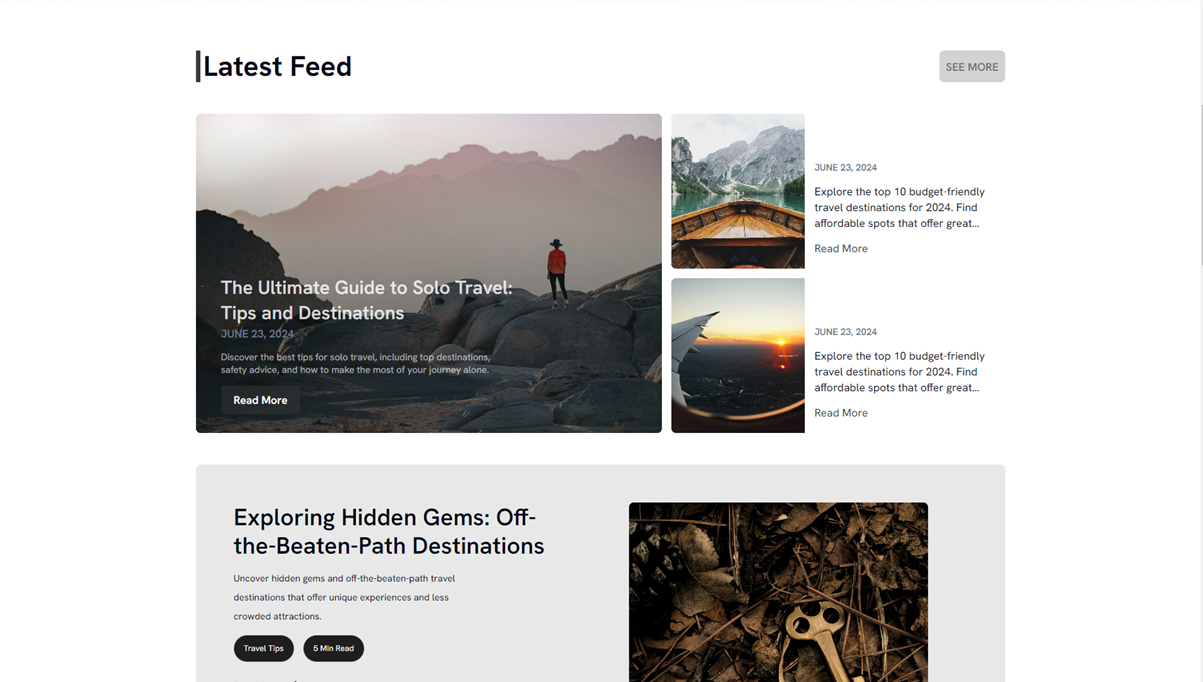 Latest Feed
SEE MORE
The Ultimate Guide to Solo Travel:
Tips and Destinations
JUNE 23, 2024
Discover the best tips for solo travel, including top destinations,
safety advice, and how to make the most of your journey alone.
Read More
JUNE 23, 2024
Explore the top 10 budget-friendly
travel destinations for 2024. Find
affordable spots that offer great...
Read More
JUNE 23, 2024
Explore the top 10 budget-friendly
travel destinations for 2024. Find
affordable spots that offer great...
Read More
Exploring Hidden Gems: Off-
the-Beaten-Path Destinations
Uncover hidden gems and off-the-beaten-path travel
destinations that offer unique experiences and less
crowded attractions.
Travel Tips
5 Min Read